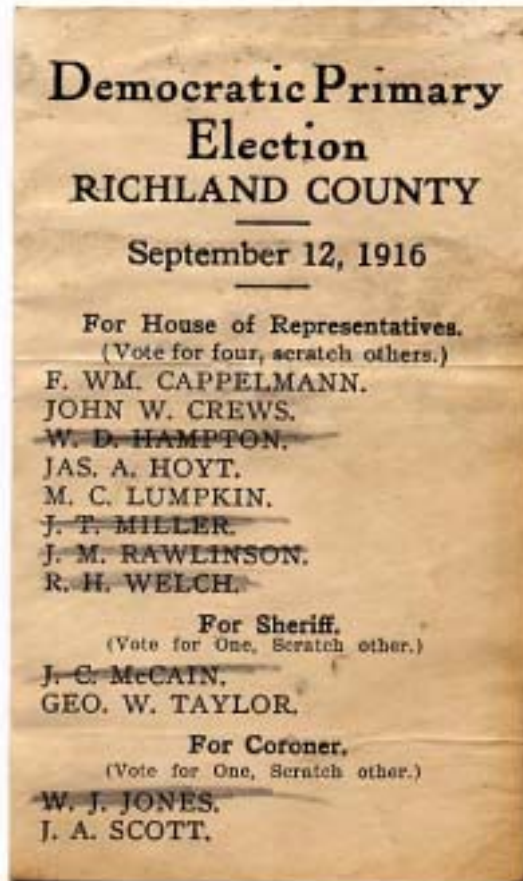 Democratic Primary
Election
RICHLAND COUNTY
September 12, 1916
For House of Representatives.
(Vote for four, scratch others.)
F. WM. CAPPELMANN.
JOHN W. CREWS.
W. D. HAMPTON.
JAS. A. HOYT.
M. C. LUMPKIN.
J. T. MILLER.
J. M. RAWLINSON.
R. H. WELCH.
For Sheriff.
(Vote for One, Scratch other.)
J. C. McCAIN.
GEO. W. TAYLOR.
For Coroner.
(Vote for One, Scratch other.)
W. J. JONES.
J. A. SCOTT.